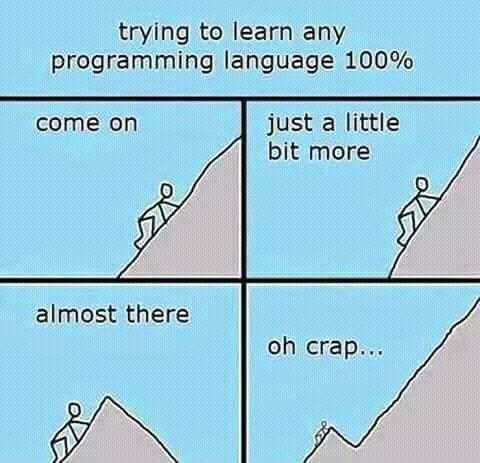 trying to learn any
programming language 100%
come on
just a little
bit more
almost there
oh crap...